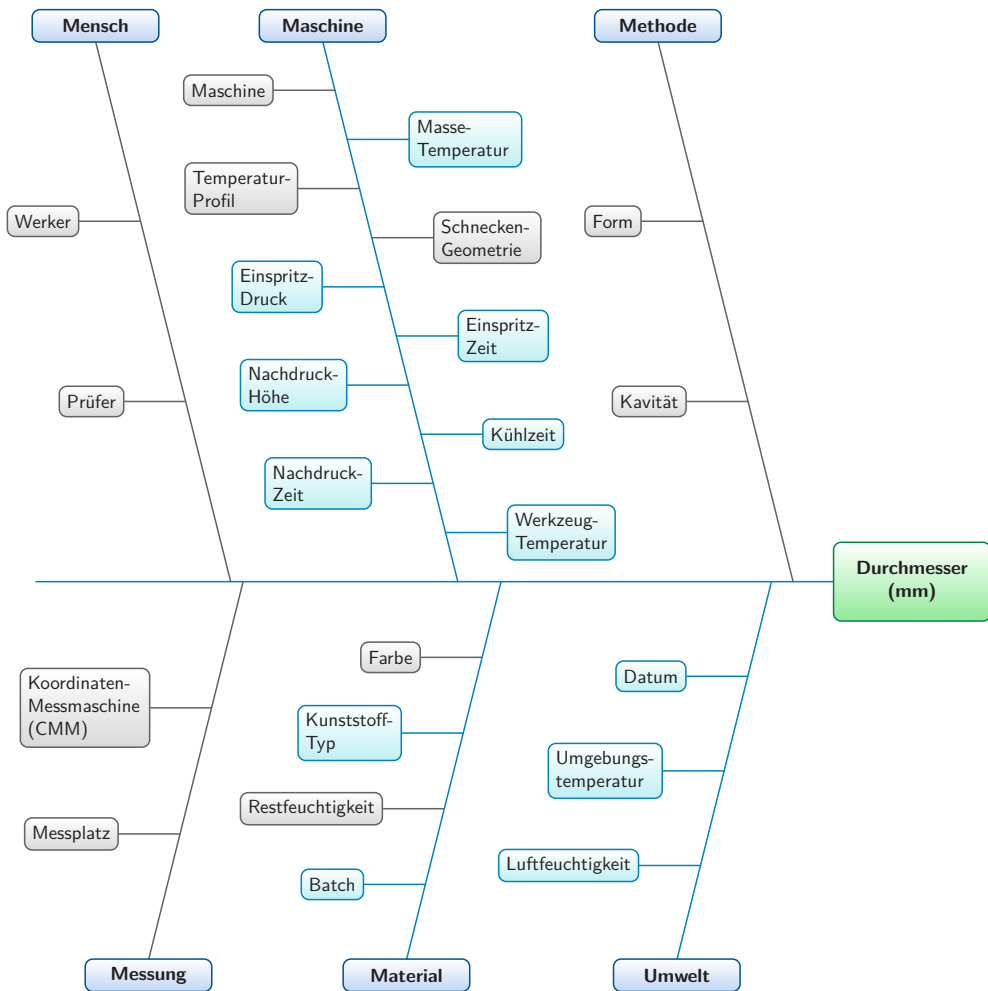 Mensch
Maschine
Methode
Maschine
Masse-
Temperatur
Temperatur-
Profil
Werker
Schnecken-
Geometrie
Form
Einspritz-
Druck
Einspritz-
Zeit
Nachdruck-
Höhe
Prüfer
Kavität
Kühlzeit
Nachdruck-
Zeit
Werkzeug-
Temperatur
Durchmesser
(mm)
Farbe
Datum
Koordinaten-
Messmaschine
(CMM)
Kunststoff-
Typ
Umgebungs-
temperatur
Restfeuchtigkeit
Messplatz
Luftfeuchtigkeit
Batch
Messung
Material
Umwelt